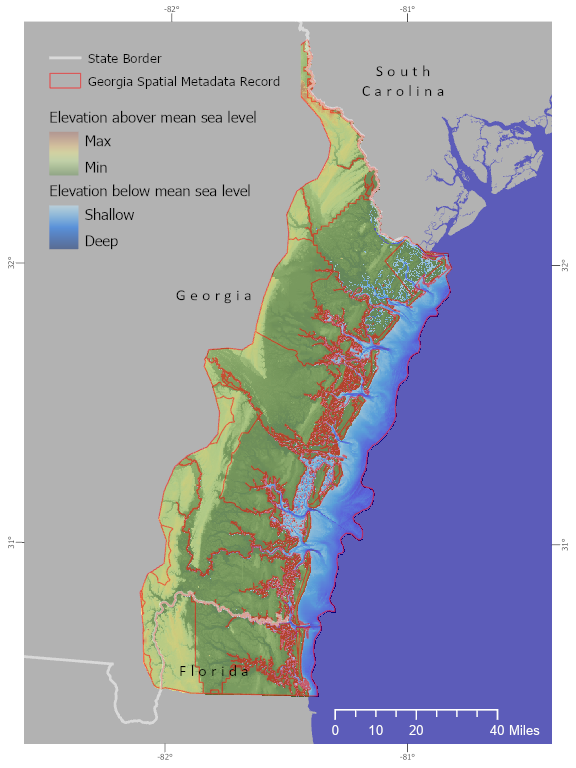 -82°
-81°
State Border
Georgia Spatial Metadata Record
South
Carolina
Elevation abover mean sea level
Max
Min
Elevation below mean sea level
Shallow
Deep
32°
32°
Georgia
31°
31°
Florida
0 10 20 40 Miles
-82°
-81°